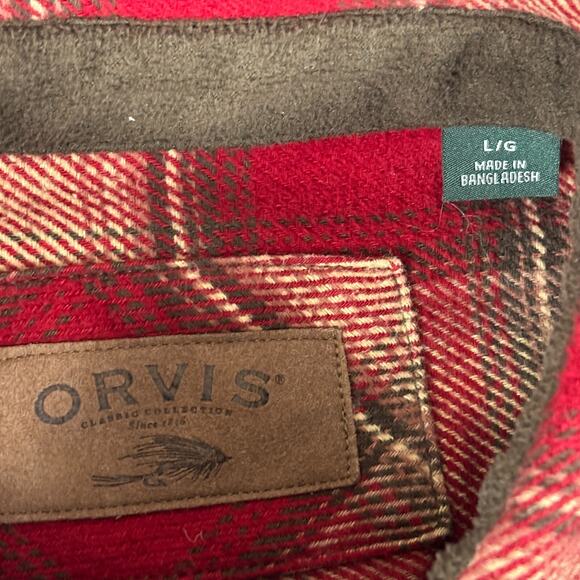 L/G
MADE IN
BANGLADESH
ORVIS®
CLASSIC COLLECTION
Since 1856